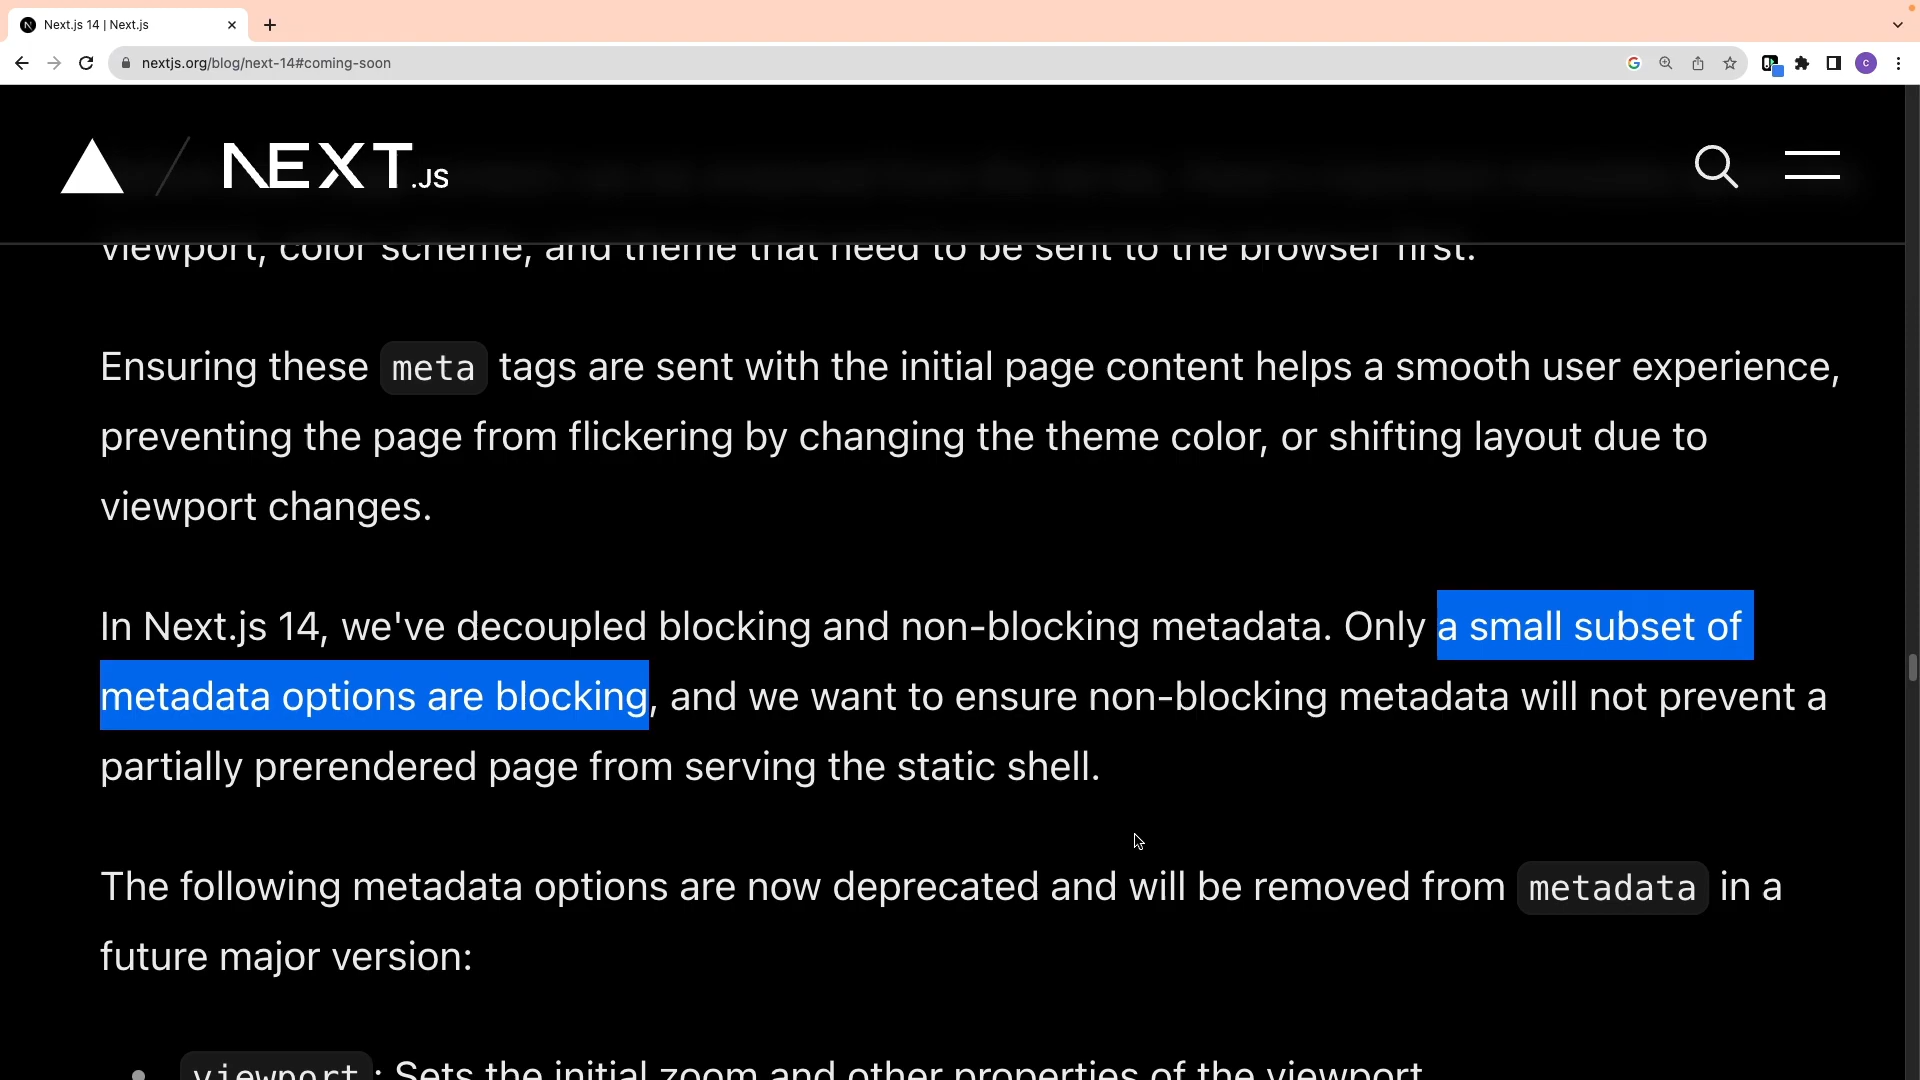 Next.js 14 | Next.js
nextjs.org/blog/next-14#coming-soon
C
NEXT.JS
viewport, color scheme, and theme that need to be sent to the browser first.
Ensuring these meta tags are sent with the initial page content helps a smooth user experience,
preventing the page from flickering by changing the theme color, or shifting layout due to
viewport changes.
In Next.js 14, we've decoupled blocking and non-blocking metadata. Only a small subset of
metadata options are blocking, and we want to ensure non-blocking metadata will not prevent a
partially prerendered page from serving the static shell.
The following metadata options are now deprecated and will be removed from metadata in a
future major version:
viewport: Sets the initial zoom and other properties of the viewport